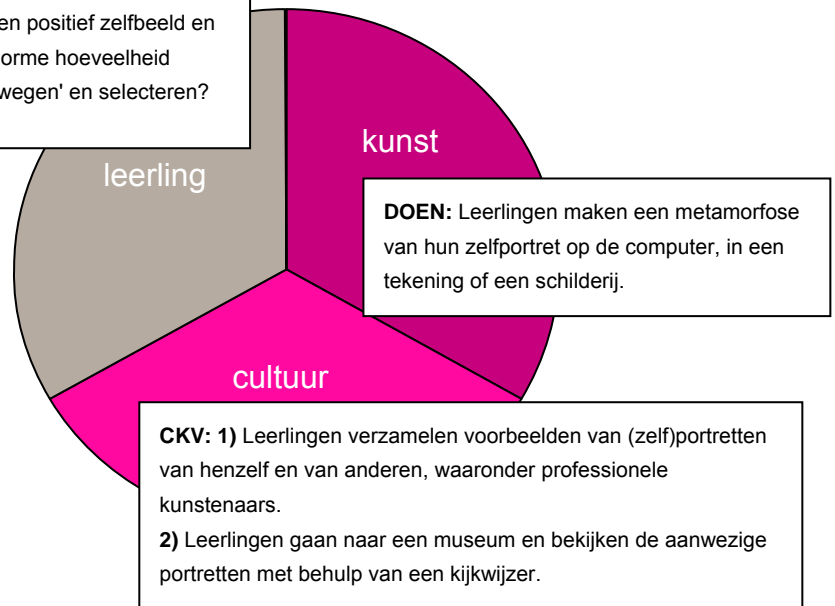 en positief zelfbeeld en
orme hoeveelheid
wegen' en selecteren?
leerling
kunst
DOEN: Leerlingen maken een metamorfose
van hun zelfportret op de computer, in een
tekening of een schilderij.
cultuur
CKV: 1) Leerlingen verzamelen voorbeelden van (zelf)portretten
van henzelf en van anderen, waaronder professionele
kunstenaars.
2) Leerlingen gaan naar een museum en bekijken de aanwezige
portretten met behulp van een kijkwijzer.